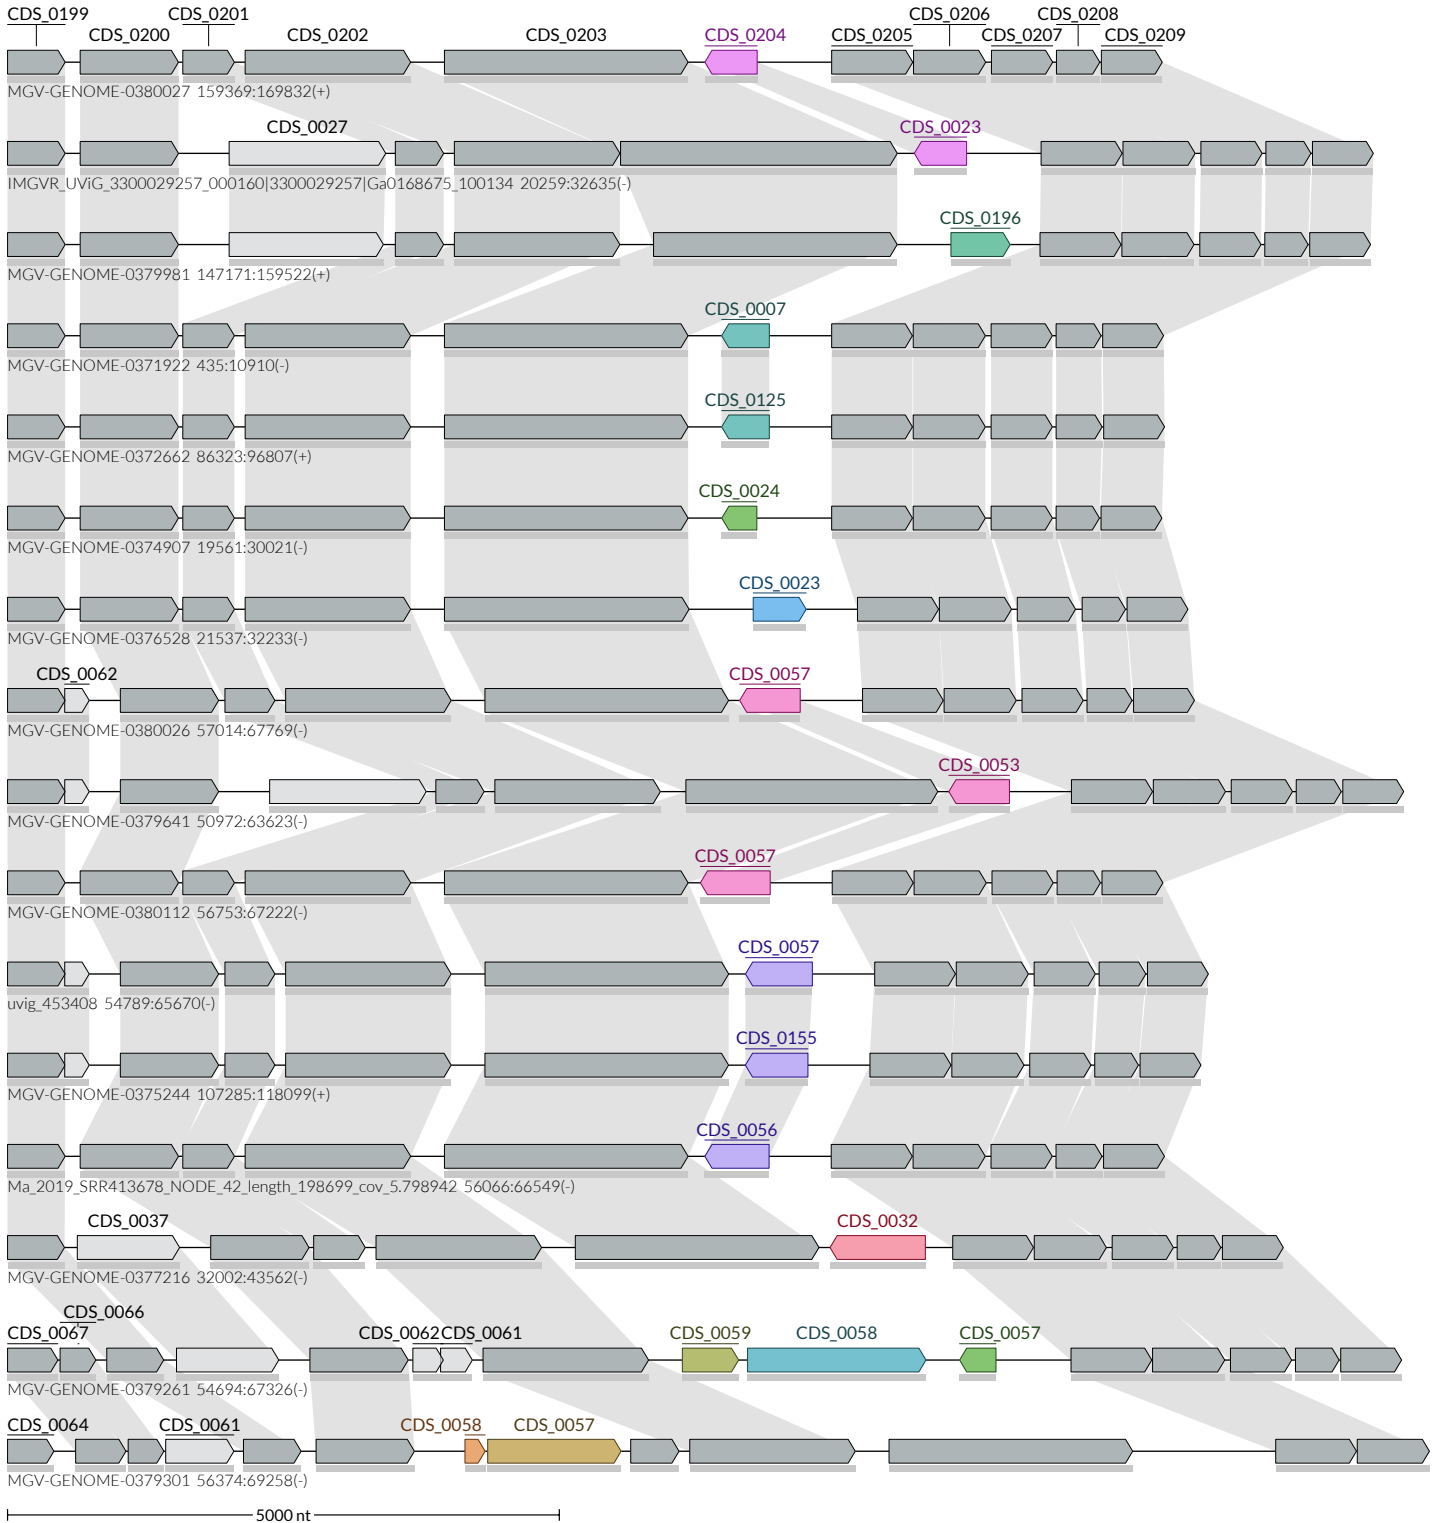 CDS_0199 CDS_0201 CDS_0206 CDS_0208
CDS_0200 CDS_0202 CDS_0203 CDS_0204 CDS_0205 CDS_0207 CDS_0209
MGV-GENOME-0380027 159369:169832(+)
CDS_0027 CDS_0023
IMGVR_UViG_3300029257_000160|3300029257|Ga0168675_100134 20259:32635(-)
CDS_0196
MGV-GENOME-0379981 147171:159522(+)
CDS_0007
MGV-GENOME-0371922 435:10910(-)
CDS_0125
MGV-GENOME-0372662 86323:96807(+)
CDS_0024
MGV-GENOME-0374907 19561:30021(-)
CDS_0023
MGV-GENOME-0376528 21537:32233(-)
CDS_0062 CDS_0057
MGV-GENOME-0380026 57014:67769(-)
CDS_0053
MGV-GENOME-0379641 50972:63623(-)
CDS_0057
MGV-GENOME-0380112 56753:67222(-)
CDS_0057
uvig_453408 54789:65670(-)
CDS_0155
MGV-GENOME-0375244 107285:118099(+)
CDS_0056
Ma_2019_SRR413678_NODE_42_length_198699_cov_5.798942 56066:66549(-)
CDS_0037 CDS_0032
MGV-GENOME-0377216 32002:43562(-)
CDS_0066
CDS_0067 CDS_0062 CDS_0061 CDS_0059 CDS_0058 CDS_0057
MGV-GENOME-0379261 54694:67326(-)
CDS_0064 CDS_0061 CDS_0058 CDS_0057
MGV-GENOME-0379301 56374:69258(-)
5000 nt